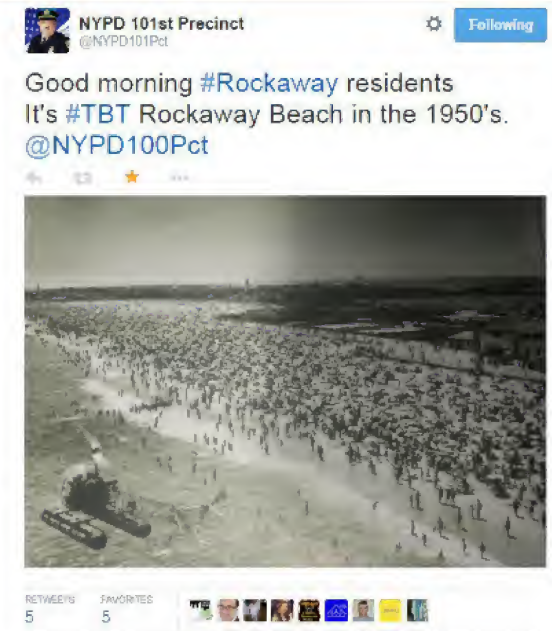 NYPD 101st Precinct
@NYPD101Pct
Following
Good morning #Rockaway residents
It's #TBT Rockaway Beach in the 1950's.
@NYPD100Pct
RETWEETS FAVORITES
5 5